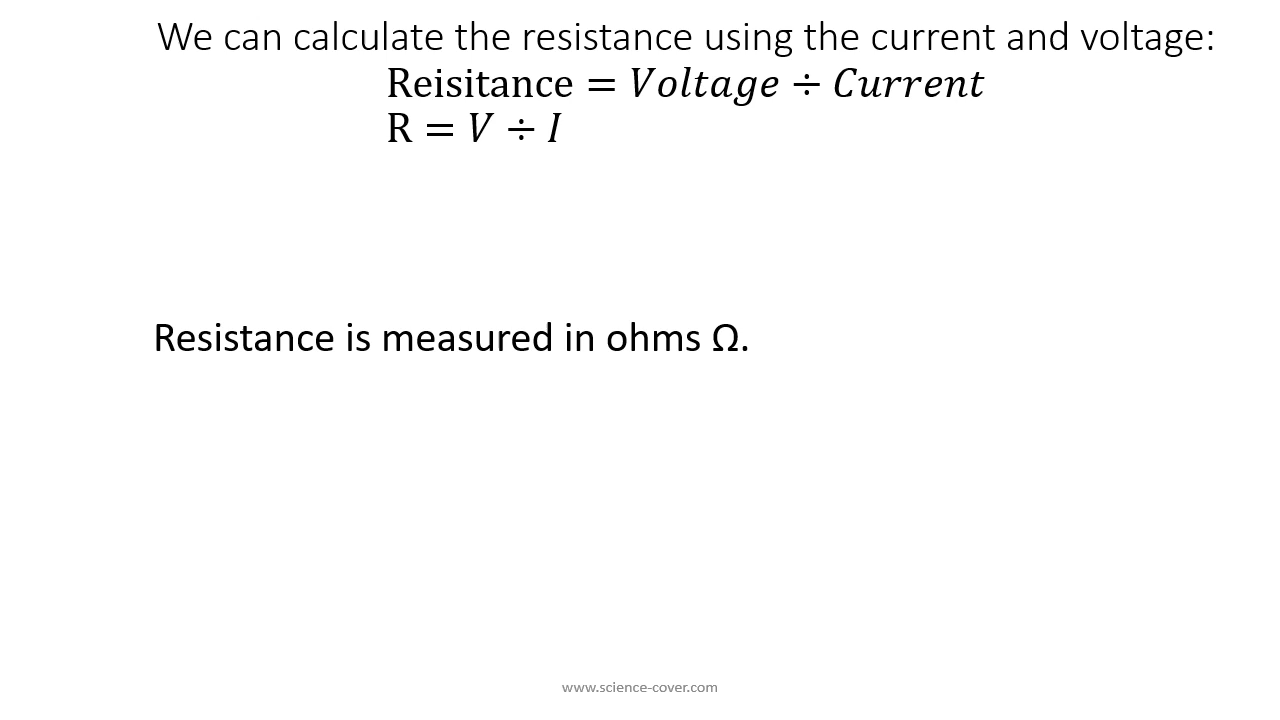 We can calculate the resistance using the current and voltage:
Reisitance = Voltage ÷ Current
R = V ÷ I
Resistance is measured in ohms Ω.
www.science-cover.com